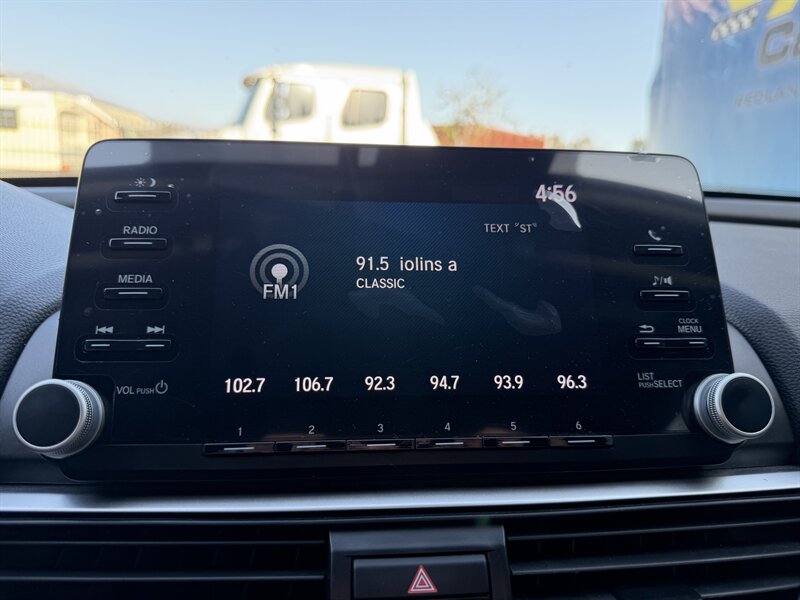 4:56
RADIO
TEXT "ST"
91.5 iolins a
CLASSIC
FM1
MEDIA
CLOCK
MENU
VOL PUSH
LIST
PUSH SELECT
102.7 106.7 92.3 94.7 93.9 96.3
1 2 3 4 5 6